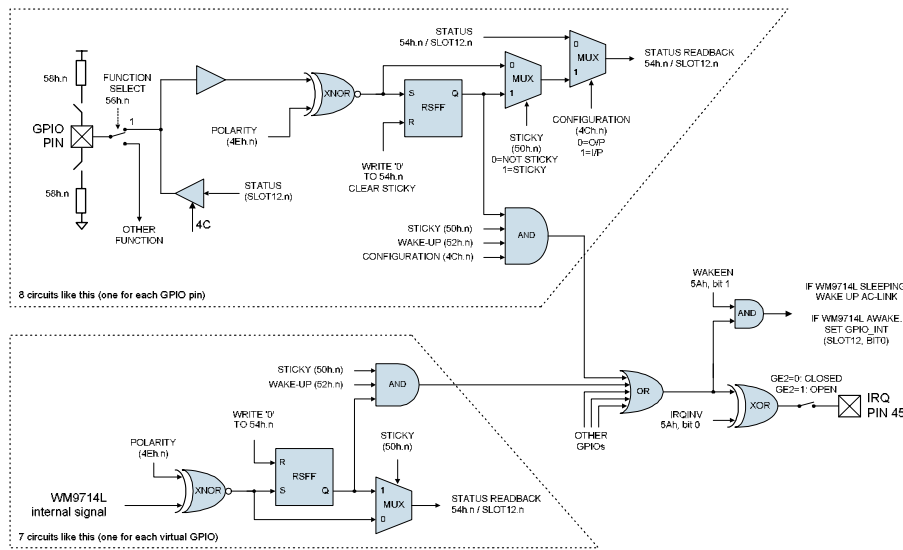 58h.n
FUNCTION
SELECT
56h.n
1
GPIO
PIN
58h.n
OTHER
FUNCTION
STATUS
(SLOT12.n)
4C
POLARITY
(4Eh.n)
XNOR
S
Q
RSFF
R
WRITE '0'
TO 54h.n
CLEAR STICKY
STATUS
54h.n / SLOT12.n
0
MUX
1
STICKY
(50h.n)
0=NOT STICKY
1=STICKY
0
MUX
1
CONFIGURATION
(4Ch.n)
0=O/P
1=I/P
STATUS READBACK
54h.n / SLOT12.n
STICKY (50h.n)
WAKE-UP (52h.n)
CONFIGURATION (4Ch.n)
AND
8 circuits like this (one for each GPIO pin)
WAKEEN
5Ah, bit 1
AND
IF WM9714L SLEEPING
WAKE UP AC-LINK
IF WM9714L AWAKE.
SET GPIO_INT
(SLOT12, BIT0)
OR
OTHER
GPIOs
IRQINV
5Ah, bit 0
XOR
GE2=0: CLOSED
GE2=1: OPEN
IRQ
PIN 45
STICKY (50h.n)
WAKE-UP (52h.n)
AND
WRITE '0'
TO 54h.n
POLARITY
(4Eh.n)
WM9714L
internal signal
XNOR
R
RSFF
S
Q
STICKY
(50h.n)
1
MUX
0
STATUS READBACK
54h.n / SLOT12.n
7 circuits like this (one for each virtual GPIO)